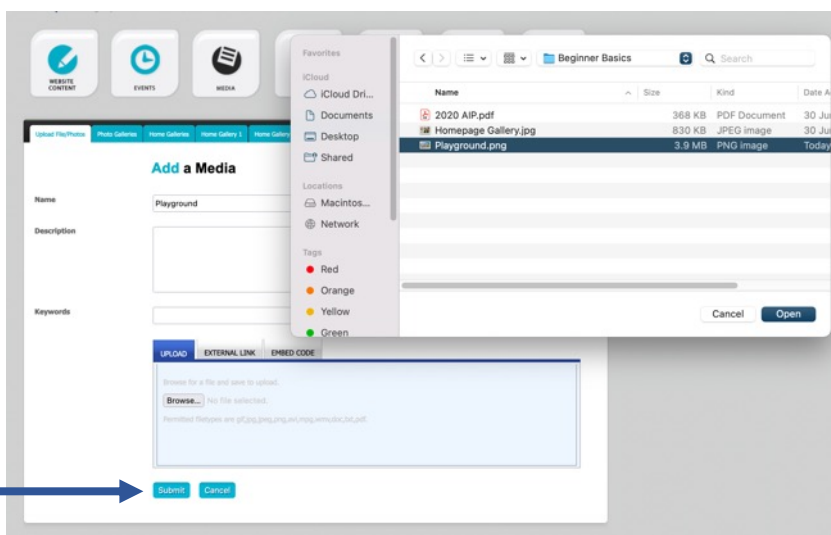 WEBSITE
CONTENT
EVENTS
MEDIA
Upload File/Photos Photo Galleries Home Galleries Home Gallery 1 Home Gallery
Add a Media
Name
Playground
Description
Keywords
UPLOAD EXTERNAL LINK EMBED CODE
Browse for a file and save to upload.
Browse... No file selected.
Permitted filetypes are gif,jpg,jpeg,png,avi,mpg,wmv,doc,txt,pdf.
Submit Cancel
Favorites
iCloud
iCloud Dri...
Documents
Desktop
Shared
Locations
Macintos...
Network
Tags
Red
Orange
Yellow
Green
Beginner Basics
Search
Name Size Kind Date A
2020 AIP.pdf 368 KB PDF Document 30 Ju
Homepage Gallery.jpg 830 KB JPEG image 30 Ju
Playground.png 3.9 MB PNG image Today
Cancel Open